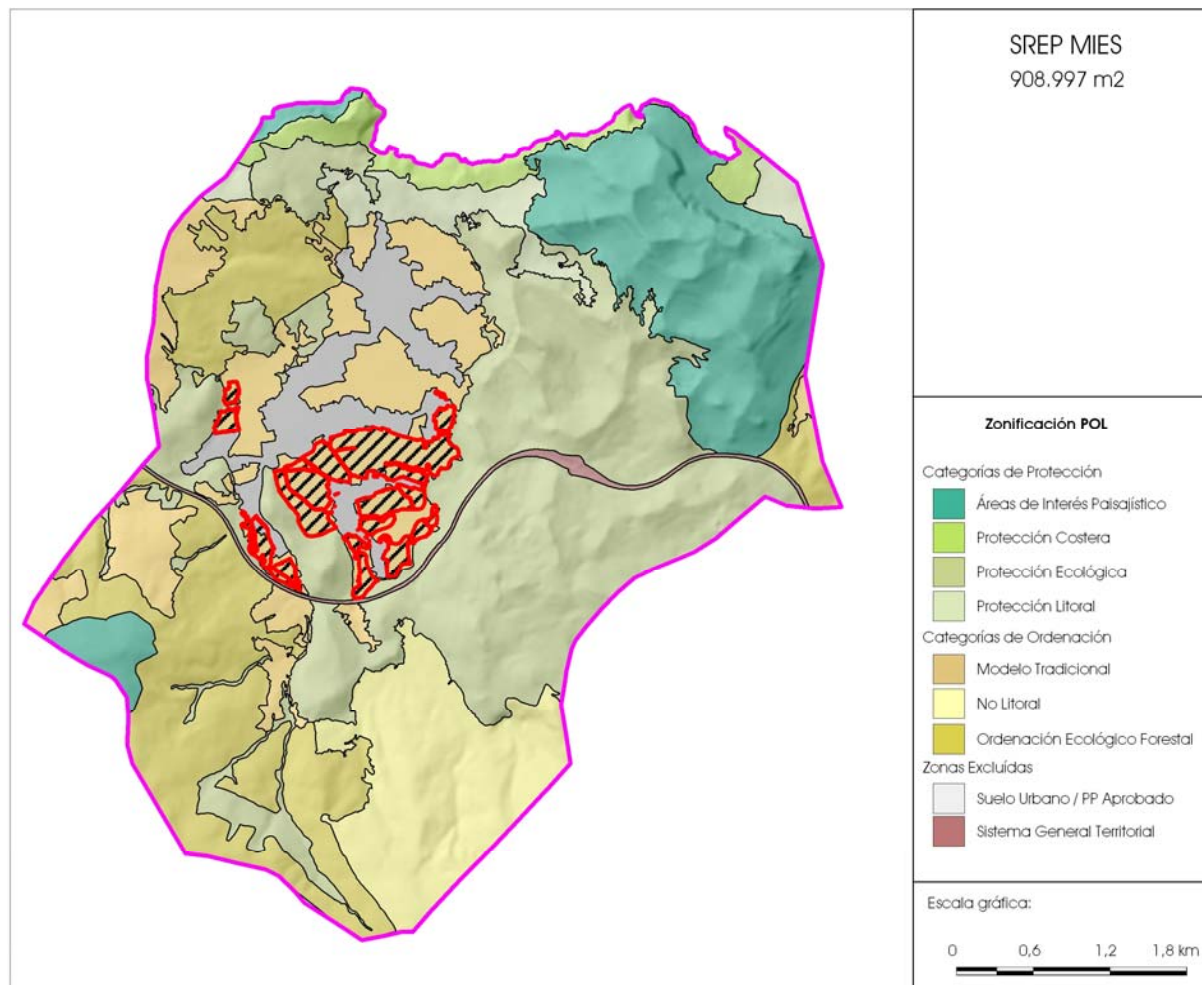 SREP MIES
908.997 m2
Zonificación POL
Categorías de Protección
Áreas de Interés Paisajístico
Protección Costera
Protección Ecológica
Protección Litoral
Categorías de Ordenación
Modelo Tradicional
No Litoral
Ordenación Ecológico Forestal
Zonas Excluídas
Suelo Urbano / PP Aprobado
Sistema General Territorial
Escala gráfica:
0 0,6 1,2 1,8 km